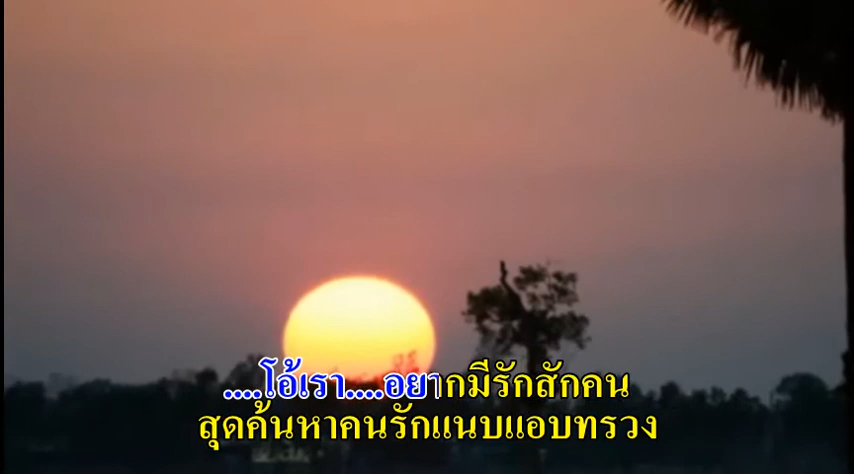 ....โอ้เรา....อยากมีรักสักคน
สุดค้นหาคนรักแนบแอบทรวง